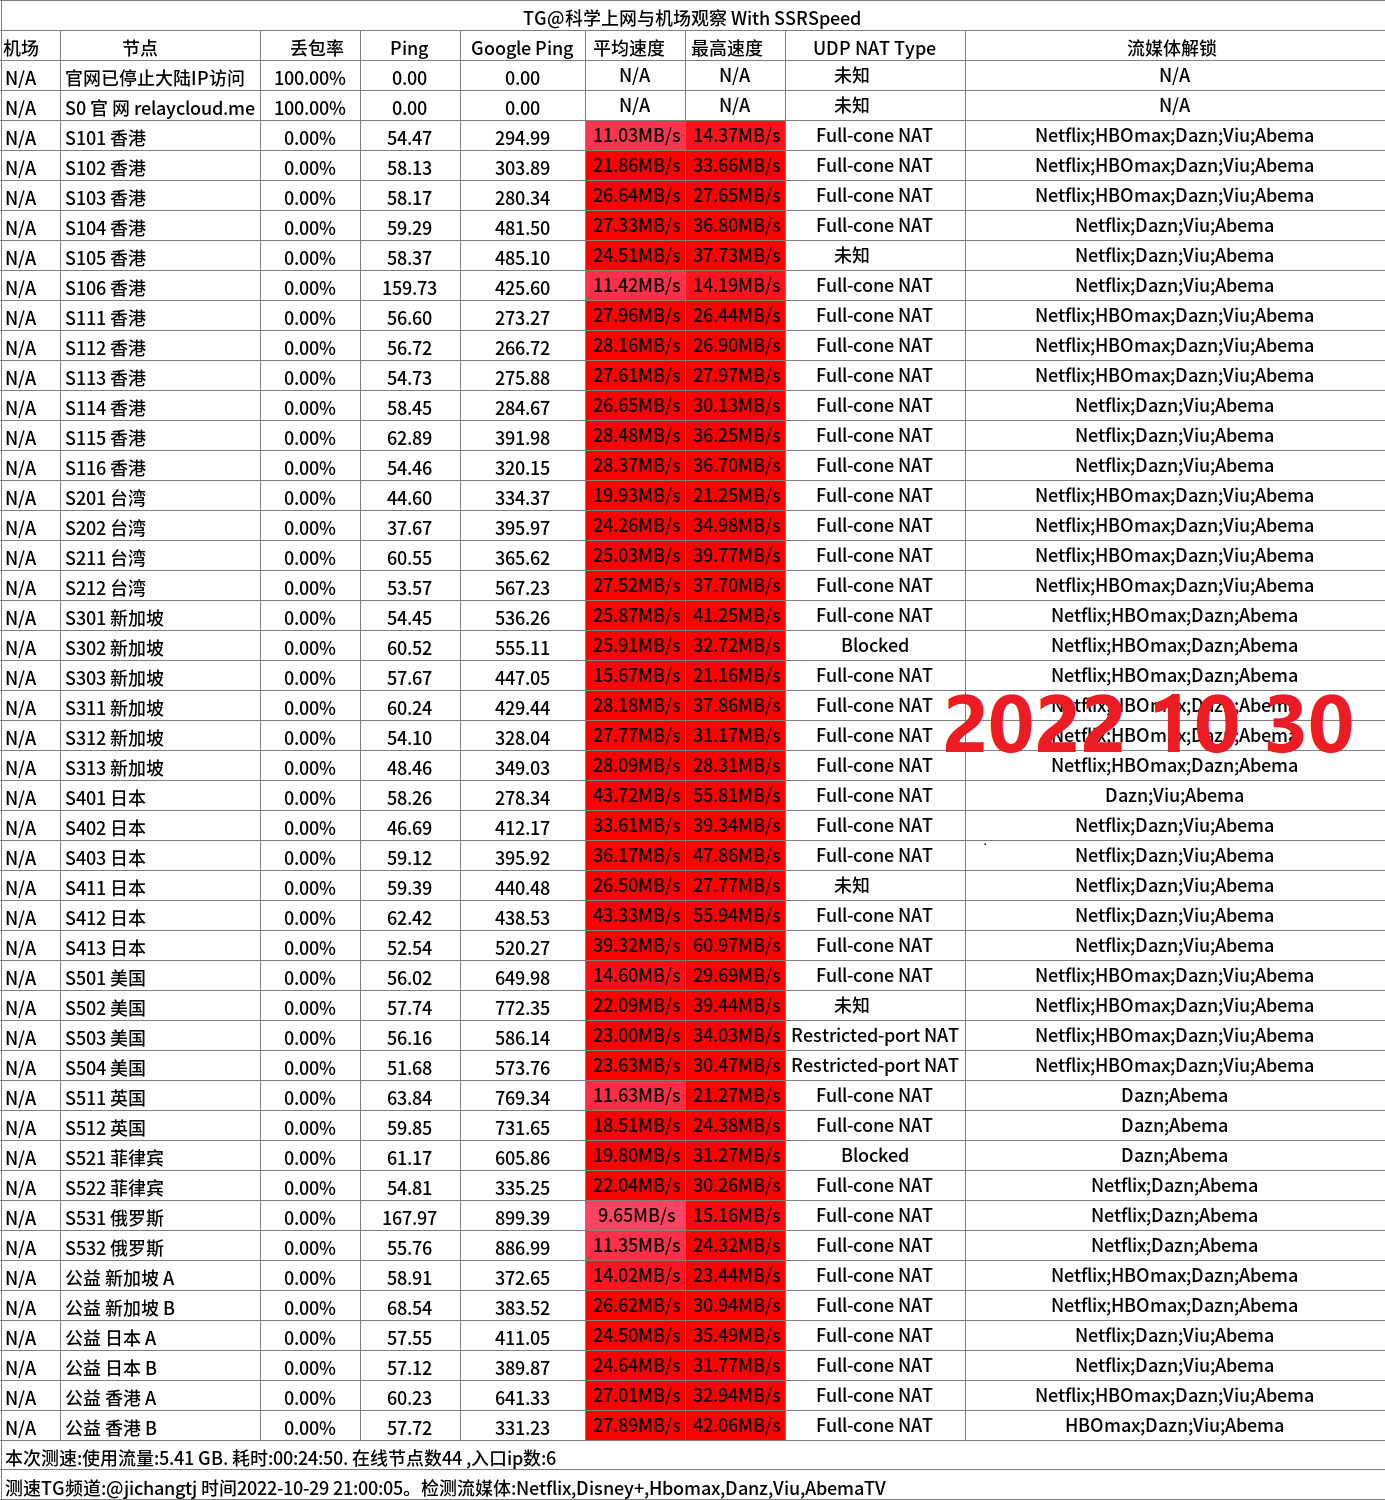 TG@科学上网与机场观察 With SSRSpeed
机场 节点 丢包率 Ping Google Ping 平均速度 最高速度 UDP NAT Type 流媒体解锁
N/A 官网已停止大陆IP访问 100.00% 0.00 0.00 N/A N/A 未知 N/A
N/A S0 官 网 relaycloud.me 100.00% 0.00 0.00 N/A N/A 未知 N/A
N/A S101 香港 0.00% 54.47 294.99 11.03MB/s 14.37MB/s Full-cone NAT Netflix;HBOmax;Dazn;Viu;Abema
N/A S102 香港 0.00% 58.13 303.89 21.86MB/s 33.66MB/s Full-cone NAT Netflix;HBOmax;Dazn;Viu;Abema
N/A S103 香港 0.00% 58.17 280.34 26.64MB/s 27.65MB/s Full-cone NAT Netflix;HBOmax;Dazn;Viu;Abema
N/A S104 香港 0.00% 59.29 481.50 27.33MB/s 36.80MB/s Full-cone NAT Netflix;Dazn;Viu;Abema
N/A S105 香港 0.00% 58.37 485.10 24.51MB/s 37.73MB/s 未知 Netflix;Dazn;Viu;Abema
N/A S106 香港 0.00% 159.73 425.60 11.42MB/s 14.19MB/s Full-cone NAT Netflix;Dazn;Viu;Abema
N/A S111 香港 0.00% 56.60 273.27 27.96MB/s 26.44MB/s Full-cone NAT Netflix;HBOmax;Dazn;Viu;Abema
N/A S112 香港 0.00% 56.72 266.72 28.16MB/s 26.90MB/s Full-cone NAT Netflix;HBOmax;Dazn;Viu;Abema
N/A S113 香港 0.00% 54.73 275.88 27.61MB/s 27.97MB/s Full-cone NAT Netflix;HBOmax;Dazn;Viu;Abema
N/A S114 香港 0.00% 58.45 284.67 26.65MB/s 30.13MB/s Full-cone NAT Netflix;Dazn;Viu;Abema
N/A S115 香港 0.00% 62.89 391.98 28.48MB/s 36.25MB/s Full-cone NAT Netflix;Dazn;Viu;Abema
N/A S116 香港 0.00% 54.46 320.15 28.37MB/s 36.70MB/s Full-cone NAT Netflix;Dazn;Viu;Abema
N/A S201 台湾 0.00% 44.60 334.37 19.93MB/s 21.25MB/s Full-cone NAT Netflix;HBOmax;Dazn;Viu;Abema
N/A S202 台湾 0.00% 37.67 395.97 24.26MB/s 34.98MB/s Full-cone NAT Netflix;HBOmax;Dazn;Viu;Abema
N/A S211 台湾 0.00% 60.55 365.62 25.03MB/s 39.77MB/s Full-cone NAT Netflix;HBOmax;Dazn;Viu;Abema
N/A S212 台湾 0.00% 53.57 567.23 27.52MB/s 37.70MB/s Full-cone NAT Netflix;HBOmax;Dazn;Viu;Abema
N/A S301 新加坡 0.00% 54.45 536.26 25.87MB/s 41.25MB/s Full-cone NAT Netflix;HBOmax;Dazn;Abema
N/A S302 新加坡 0.00% 60.52 555.11 25.91MB/s 32.72MB/s Blocked Netflix;HBOmax;Dazn;Abema
N/A S303 新加坡 0.00% 57.67 447.05 15.67MB/s 21.16MB/s Full-cone NAT Netflix;HBOmax;Dazn;Abema
N/A S311 新加坡 0.00% 60.24 429.44 28.18MB/s 37.86MB/s Full-cone NAT Netflix;HBOmax;Dazn;Abema
2022 10 30
N/A S312 新加坡 0.00% 54.10 328.04 27.77MB/s 31.17MB/s Full-cone NAT Netflix;HBOmax;Dazn;Abema
N/A S313 新加坡 0.00% 48.46 349.03 28.09MB/s 28.31MB/s Full-cone NAT Netflix;HBOmax;Dazn;Abema
N/A S401 日本 0.00% 58.26 278.34 43.72MB/s 55.81MB/s Full-cone NAT Dazn;Viu;Abema
N/A S402 日本 0.00% 46.69 412.17 33.61MB/s 39.34MB/s Full-cone NAT Netflix;Dazn;Viu;Abema
N/A S403 日本 0.00% 59.12 395.92 36.17MB/s 47.86MB/s Full-cone NAT Netflix;Dazn;Viu;Abema
N/A S411 日本 0.00% 59.39 440.48 26.50MB/s 27.77MB/s 未知 Netflix;Dazn;Viu;Abema
N/A S412 日本 0.00% 62.42 438.53 43.33MB/s 55.94MB/s Full-cone NAT Netflix;Dazn;Viu;Abema
N/A S413 日本 0.00% 52.54 520.27 39.32MB/s 60.97MB/s Full-cone NAT Netflix;Dazn;Viu;Abema
N/A S501 美国 0.00% 56.02 649.98 14.60MB/s 29.69MB/s Full-cone NAT Netflix;HBOmax;Dazn;Viu;Abema
N/A S502 美国 0.00% 57.74 772.35 22.09MB/s 39.44MB/s 未知 Netflix;HBOmax;Dazn;Viu;Abema
N/A S503 美国 0.00% 56.16 586.14 23.00MB/s 34.03MB/s Restricted-port NAT Netflix;HBOmax;Dazn;Viu;Abema
N/A S504 美国 0.00% 51.68 573.76 23.63MB/s 30.47MB/s Restricted-port NAT Netflix;HBOmax;Dazn;Viu;Abema
N/A S511 英国 0.00% 63.84 769.34 11.63MB/s 21.27MB/s Full-cone NAT Dazn;Abema
N/A S512 英国 0.00% 59.85 731.65 18.51MB/s 24.38MB/s Full-cone NAT Dazn;Abema
N/A S521 菲律宾 0.00% 61.17 605.86 19.80MB/s 31.27MB/s Blocked Dazn;Abema
N/A S522 菲律宾 0.00% 54.81 335.25 22.04MB/s 30.26MB/s Full-cone NAT Netflix;Dazn;Abema
N/A S531 俄罗斯 0.00% 167.97 899.39 9.65MB/s 15.16MB/s Full-cone NAT Netflix;Dazn;Abema
N/A S532 俄罗斯 0.00% 55.76 886.99 11.35MB/s 24.32MB/s Full-cone NAT Netflix;Dazn;Abema
N/A 公益 新加坡 A 0.00% 58.91 372.65 14.02MB/s 23.44MB/s Full-cone NAT Netflix;HBOmax;Dazn;Abema
N/A 公益 新加坡 B 0.00% 68.54 383.52 26.62MB/s 30.94MB/s Full-cone NAT Netflix;HBOmax;Dazn;Abema
N/A 公益 日本 A 0.00% 57.55 411.05 24.50MB/s 35.49MB/s Full-cone NAT Netflix;Dazn;Viu;Abema
N/A 公益 日本 B 0.00% 57.12 389.87 24.64MB/s 31.77MB/s Full-cone NAT Netflix;Dazn;Viu;Abema
N/A 公益 香港 A 0.00% 60.23 641.33 27.01MB/s 32.94MB/s Full-cone NAT Netflix;HBOmax;Dazn;Viu;Abema
N/A 公益 香港 B 0.00% 57.72 331.23 27.89MB/s 42.06MB/s Full-cone NAT HBOmax;Dazn;Viu;Abema
本次测速:使用流量:5.41 GB. 耗时:00:24:50. 在线节点数44 ,入口ip数:6
测速TG频道:@jichangtj 时间2022-10-29 21:00:05。检测流媒体:Netflix,Disney+,Hbomax,Danz,Viu,AbemaTV